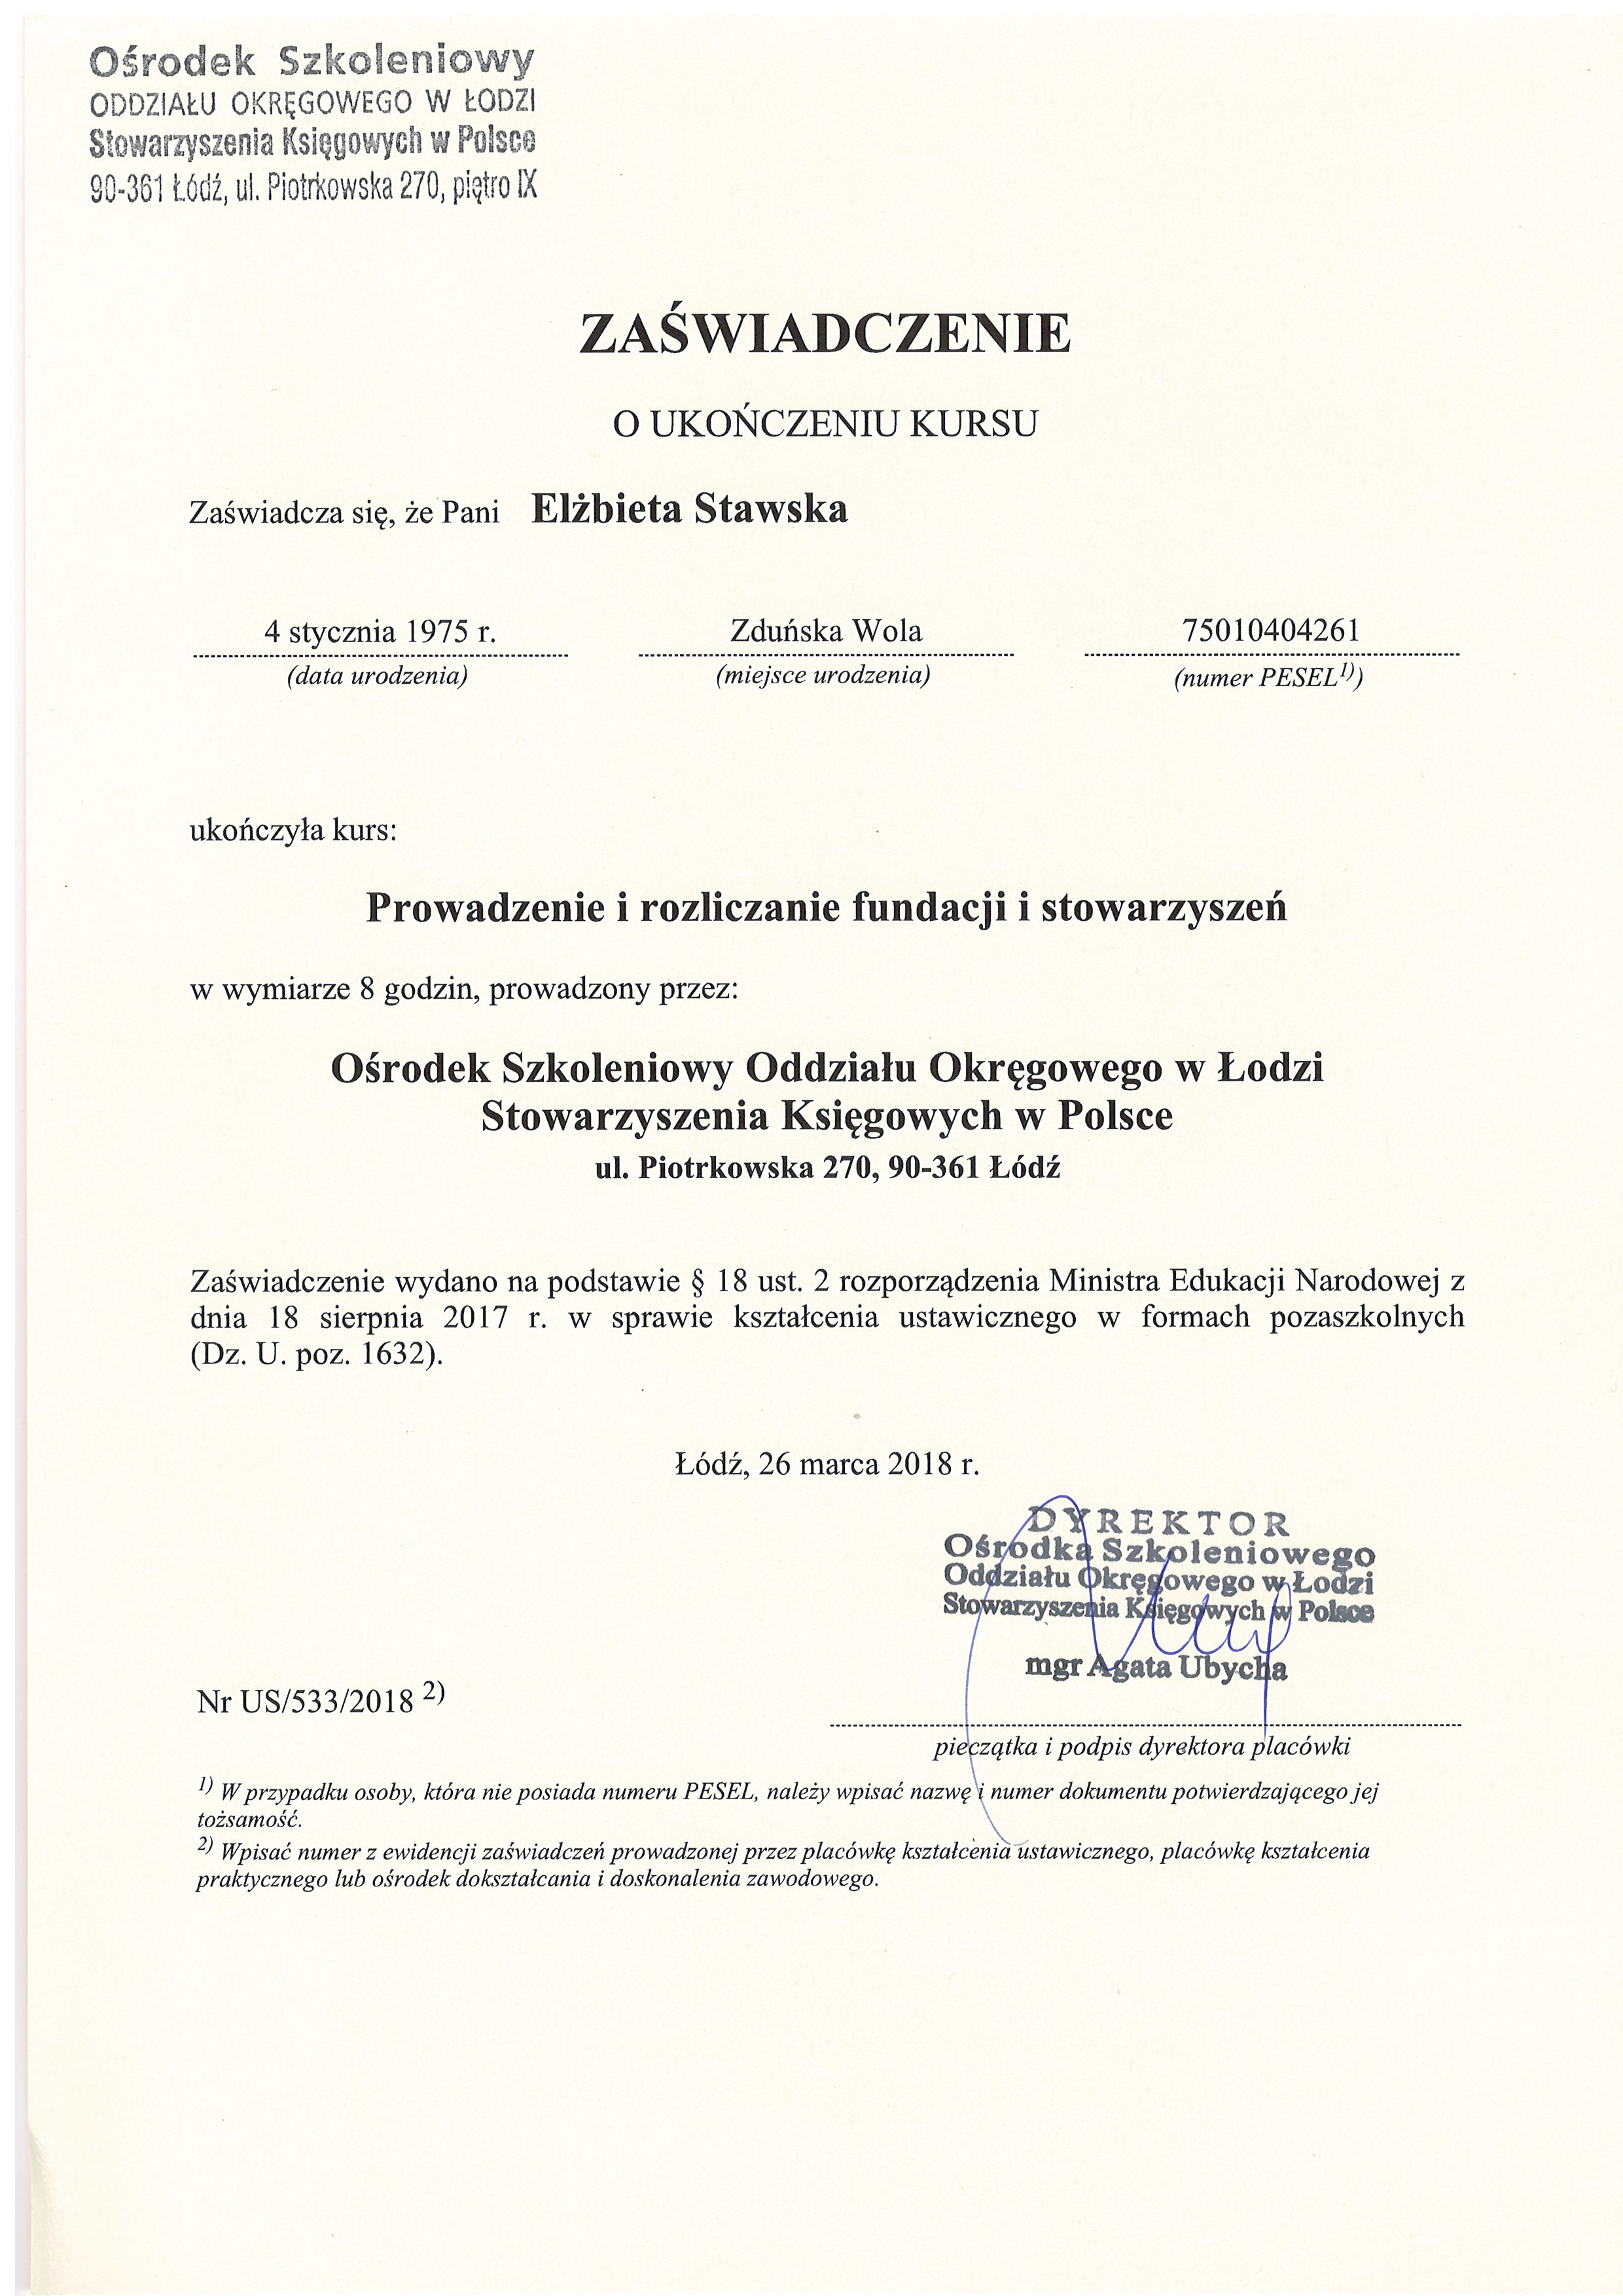 Ośrodek Szkoleniowy
ODDZIAŁU OKRĘGOWEGO W ŁODZI
Stowarzyszenia Księgowych w Polsce
90-361 Łódź, ul. Piotrkowska 270, piętro IX
ZAŚWIADCZENIE
O UKOŃCZENIU KURSU
Zaświadcza się, że Pani Elżbieta Stawska
4 stycznia 1975 r. Zduńska Wola 75010404261
(data urodzenia) (miejsce urodzenia) (numer PESEL1))
ukończyła kurs:
Prowadzenie i rozliczanie fundacji i stowarzyszeń
w wymiarze 8 godzin, prowadzony przez:
Ośrodek Szkoleniowy Oddziału Okręgowego w Łodzi
Stowarzyszenia Księgowych w Polsce
ul. Piotrkowska 270, 90-361 Łódź
Zaświadczenie wydano na podstawie § 18 ust. 2 rozporządzenia Ministra Edukacji Narodowej z
dnia 18 sierpnia 2017 r. w sprawie kształcenia ustawicznego w formach pozaszkolnych
(Dz. U. poz. 1632).
Łódź, 26 marca 2018 r.
DYREKTOR
Ośrodka Szkoleniowego
Oddziału Okręgowego w Łodzi
Stowarzyszenia Księgowych w Polsce
mgr Agata Ubycha
Nr US/533/2018 2)
pieczątka i podpis dyrektora placówki
1) W przypadku osoby, która nie posiada numeru PESEL, należy wpisać nazwę i numer dokumentu potwierdzającego jej
tożsamość.
2) Wpisać numer z ewidencji zaświadczeń prowadzonej przez placówkę kształcenia ustawicznego, placówkę kształcenia
praktycznego lub ośrodek dokształcania i doskonalenia zawodowego.